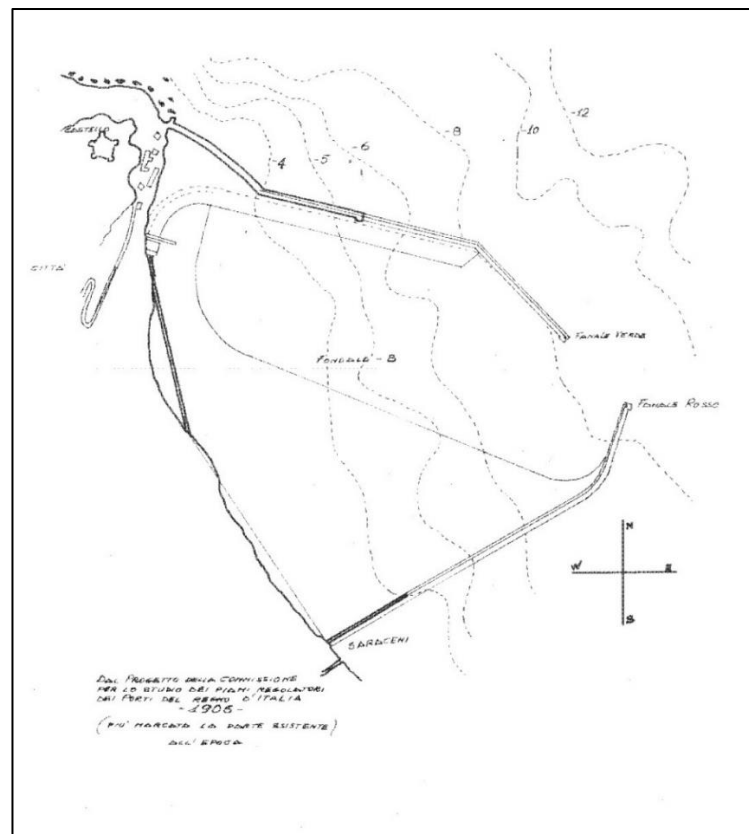 CASTELLO
CITTÀ
-4
-5
-6
-8
-10
-12
FANALE VERDE
FONDALE - 8
FANALE ROSSO
N
W E
S
SARACENI
DAL PROGETTO DELLA COMMISSIONE
PER LO STUDIO DEI PIANI REGOLATORI
DEI PORTI DEL REGNO D'ITALIA
- 1906 -
(PIU' MARCATA LA PARTE ESISTENTE)
ALL'EPOCA